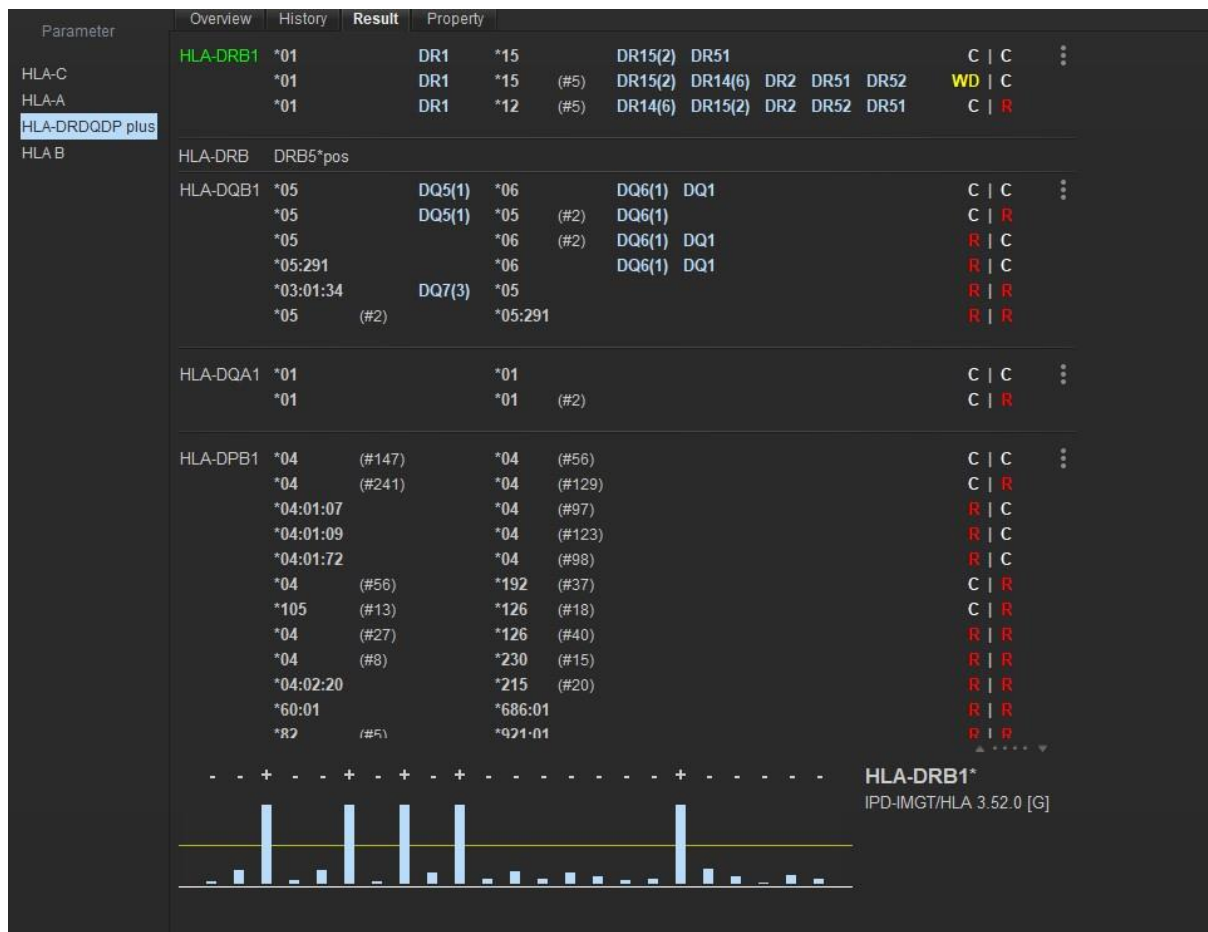 Overview History Result Property
Parameter
HLA-C
HLA-A
HLA-DRDQDP plus
HLA B
HLA-DRB1 *01 DR1 *15 DR15(2) DR51 C | C
*01 DR1 *15 (#5) DR15(2) DR14(6) DR2 DR51 DR52 WD | C
*01 DR1 *12 (#5) DR14(6) DR15(2) DR2 DR52 DR51 C | R
HLA-DRB DRB5*pos
HLA-DQB1 *05 DQ5(1) *06 DQ6(1) DQ1 C | C
*05 DQ5(1) *05 (#2) DQ6(1) C | R
*05 *06 (#2) DQ6(1) DQ1 R | C
*05:291 *06 DQ6(1) DQ1 R | C
*03:01:34 DQ7(3) *05 R | R
*05 (#2) *05:291 R | R
HLA-DQA1 *01 *01 C | C
*01 *01 (#2) C | R
HLA-DPB1 *04 (#147) *04 (#56) C | C
*04 (#241) *04 (#129) C | R
*04:01:07 *04 (#97) R | C
*04:01:09 *04 (#123) R | C
*04:01:72 *04 (#98) R | C
*04 (#56) *192 (#37) C | R
*105 (#13) *126 (#18) C | R
*04 (#27) *126 (#40) R | R
*04 (#8) *230 (#15) R | R
*04:02:20 *215 (#20) R | R
*60:01 *686:01 R | R
*82 (#5) *921:01 R | R
- - + - - + - + - + - - - - - - - + - - - - -
HLA-DRB1*
IPD-IMGT/HLA 3.52.0 [G]